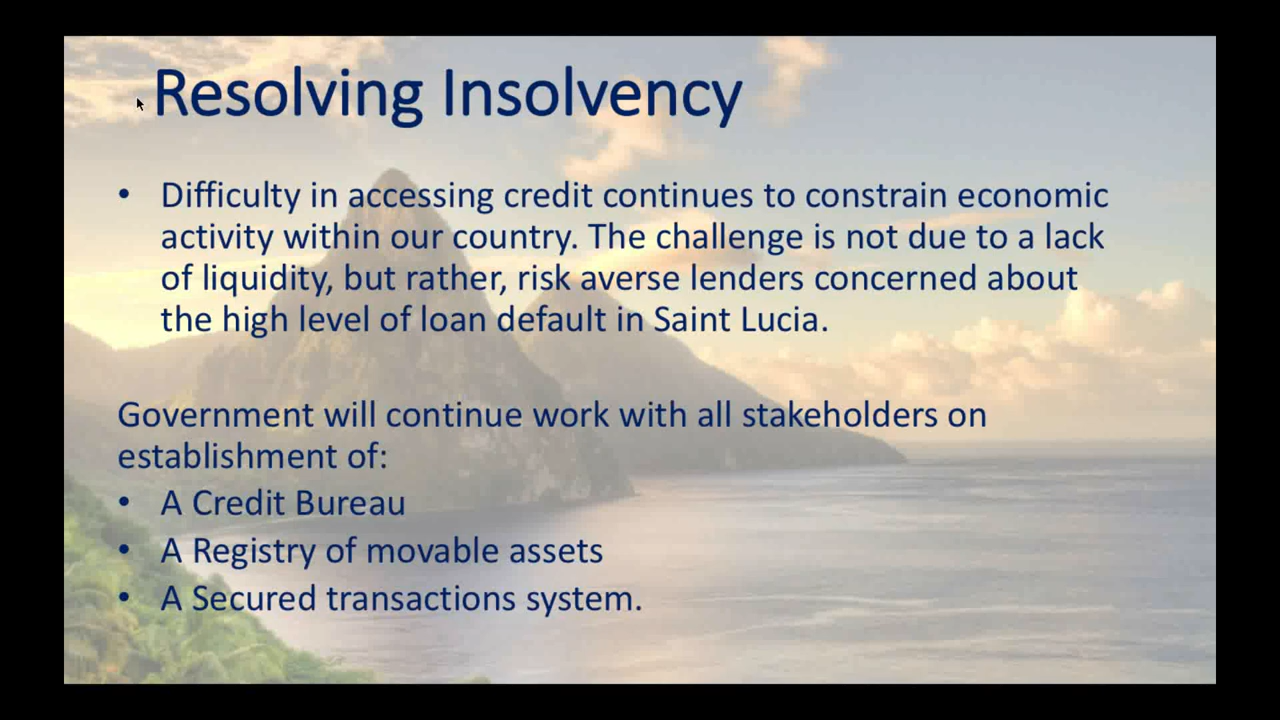 Resolving Insolvency
• Difficulty in accessing credit continues to constrain economic
activity within our country. The challenge is not due to a lack
of liquidity, but rather, risk averse lenders concerned about
the high level of loan default in Saint Lucia.
Government will continue work with all stakeholders on
establishment of:
• A Credit Bureau
• A Registry of movable assets
• A Secured transactions system.